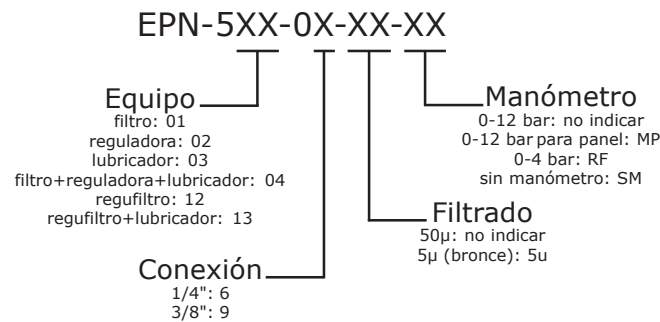 EPN-5XX-0X-XX-XX
Equipo
filtro: 01
reguladora: 02
lubricador: 03
filtro+reguladora+lubricador: 04
regufiltro: 12
regufiltro+lubricador: 13
Conexión
1/4": 6
3/8": 9
Manómetro
0-12 bar: no indicar
0-12 bar para panel: MP
0-4 bar: RF
sin manómetro: SM
Filtrado
50µ: no indicar
5µ (bronce): 5u